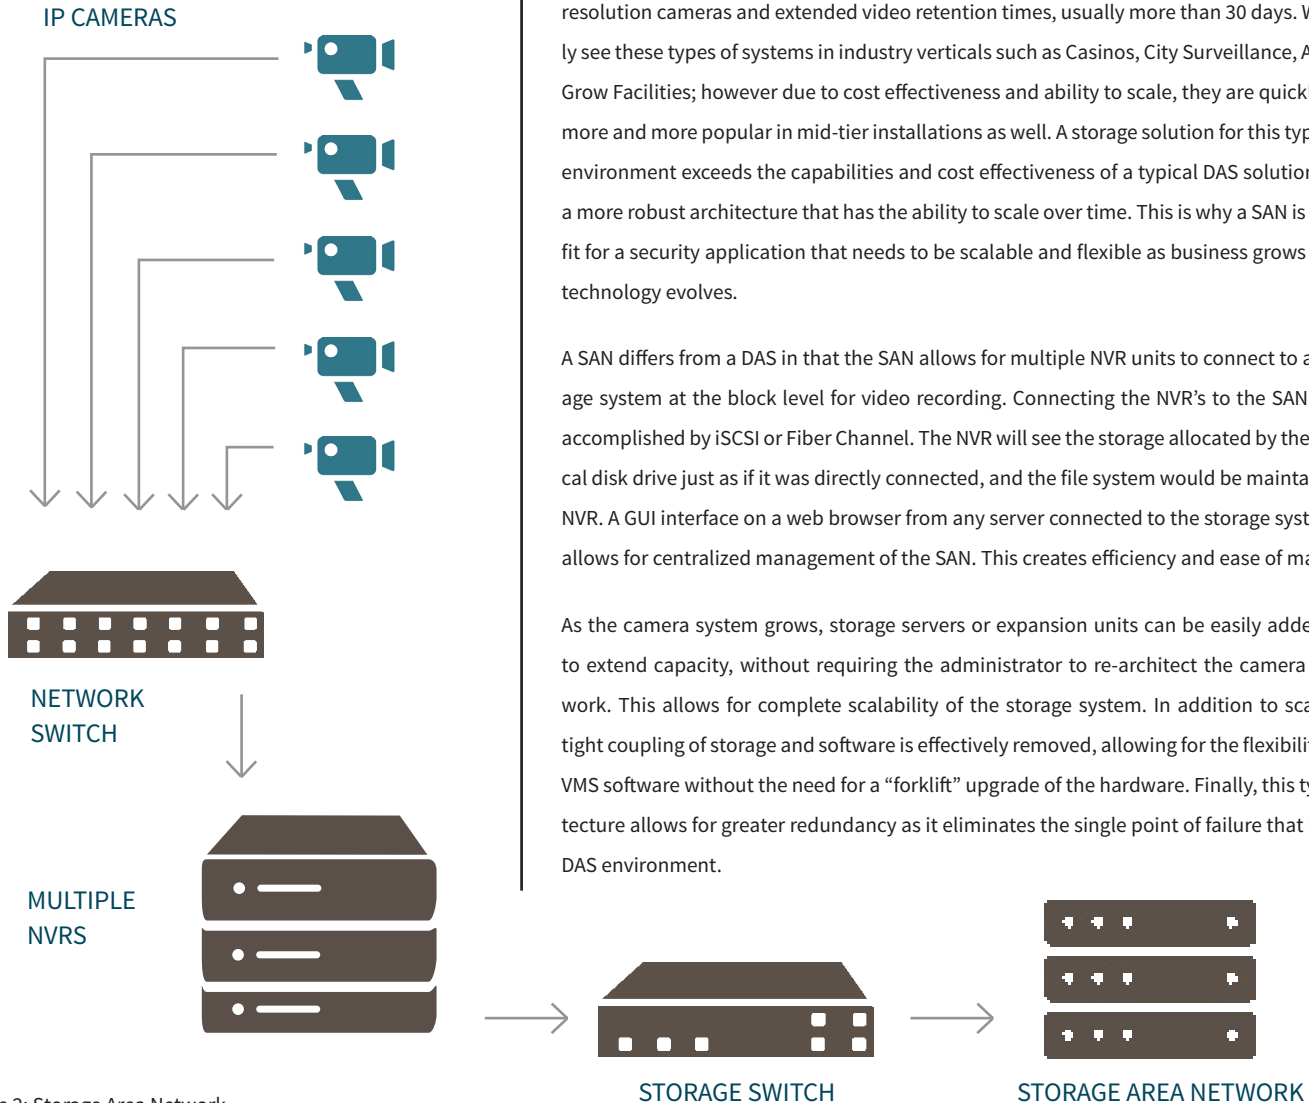 IP CAMERAS
resolution cameras and extended video retention times, usually more than 30 days.
ly see these types of systems in industry verticals such as Casinos, City Surveillance,
Grow Facilities; however due to cost effectiveness and ability to scale, they are
more and more popular in mid-tier installations as well. A storage solution for this
environment exceeds the capabilities and cost effectiveness of a typical DAS
a more robust architecture that has the ability to scale over time. This is why a SAN is
fit for a security application that needs to be scalable and flexible as business grows
technology evolves.
A SAN differs from a DAS in that the SAN allows for multiple NVR units to connect to a
age system at the block level for video recording. Connecting the NVR’s to the SAN
accomplished by iSCSI or Fiber Channel. The NVR will see the storage allocated by the
cal disk drive just as if it was directly connected, and the file system would be
NVR. A GUI interface on a web browser from any server connected to the storage
allows for centralized management of the SAN. This creates efficiency and ease of
As the camera system grows, storage servers or expansion units can be easily
to extend capacity, without requiring the administrator to re-architect the camera
work. This allows for complete scalability of the storage system. In addition to
tight coupling of storage and software is effectively removed, allowing for the
VMS software without the need for a “forklift” upgrade of the hardware. Finally, this
tecture allows for greater redundancy as it eliminates the single point of failure that
DAS environment.
NETWORK
SWITCH
MULTIPLE
NVRS
STORAGE SWITCH
STORAGE AREA NETWORK
2: Storage Area Network